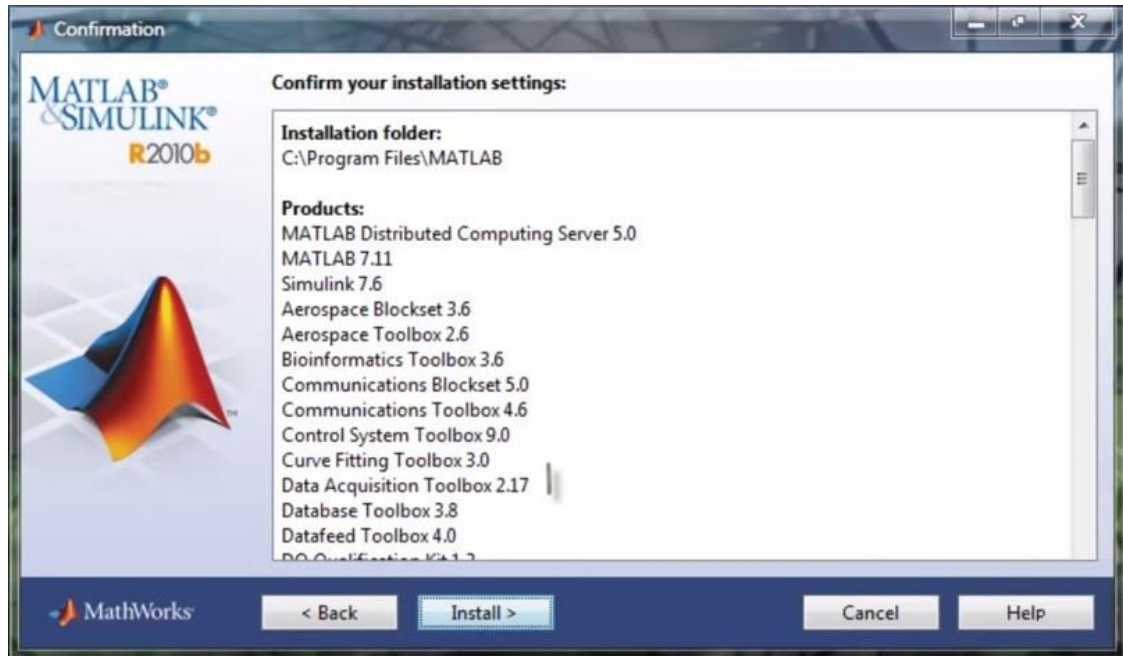 Confirmation
MATLAB®
&SIMULINK®
R2010b
Confirm your installation settings:
Installation folder:
C:\Program Files\MATLAB
Products:
MATLAB Distributed Computing Server 5.0
MATLAB 7.11
Simulink 7.6
Aerospace Blockset 3.6
Aerospace Toolbox 2.6
Bioinformatics Toolbox 3.6
Communications Blockset 5.0
Communications Toolbox 4.6
Control System Toolbox 9.0
Curve Fitting Toolbox 3.0
Data Acquisition Toolbox 2.17
Database Toolbox 3.8
Datafeed Toolbox 4.0
TM
MathWorks
< Back
Install >
Cancel
Help